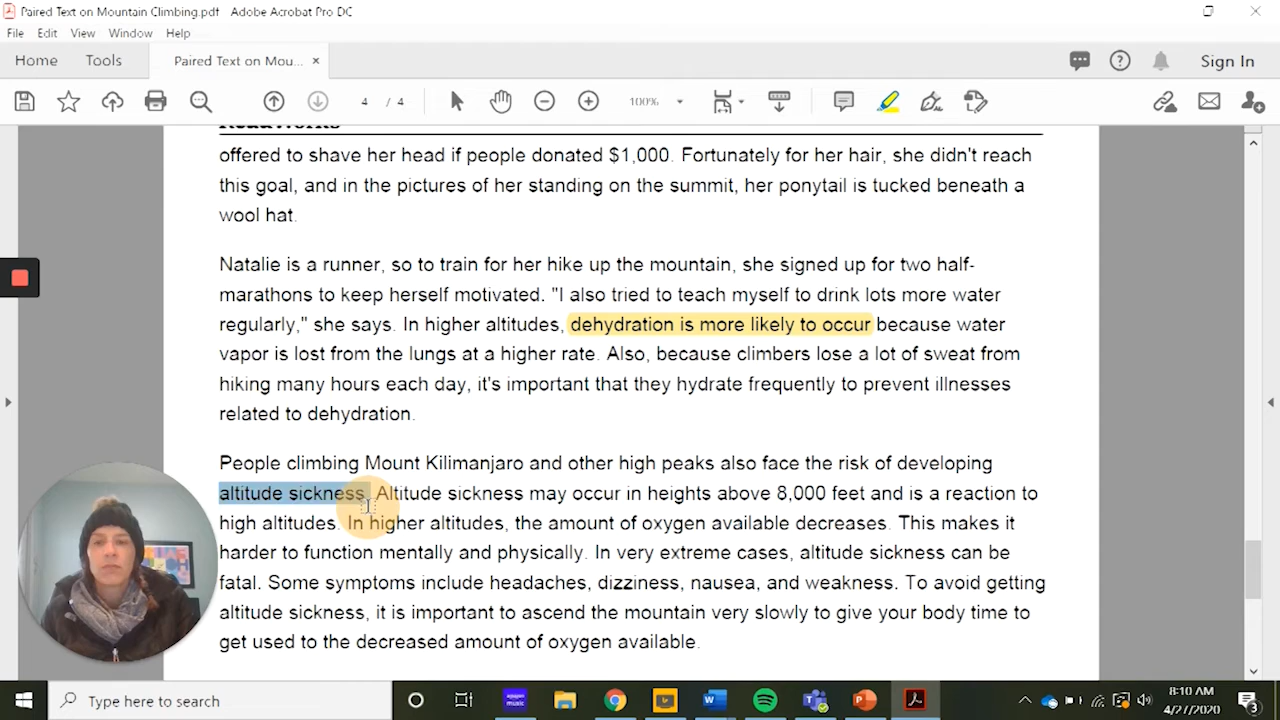 Paired Text on Mountain Climbing.pdf - Adobe Acrobat Pro DC
File Edit View Window Help
Home Tools Paired Text on Mou... × Sign In
4 / 4 100%
ReadWorks
offered to shave her head if people donated $1,000. Fortunately for her hair, she didn't reach
this goal, and in the pictures of her standing on the summit, her ponytail is tucked beneath a
wool hat.
Natalie is a runner, so to train for her hike up the mountain, she signed up for two half-
marathons to keep herself motivated. "I also tried to teach myself to drink lots more water
regularly," she says. In higher altitudes, dehydration is more likely to occur because water
vapor is lost from the lungs at a higher rate. Also, because climbers lose a lot of sweat from
hiking many hours each day, it's important that they hydrate frequently to prevent illnesses
related to dehydration.
People climbing Mount Kilimanjaro and other high peaks also face the risk of developing
altitude sickness. Altitude sickness may occur in heights above 8,000 feet and is a reaction to
high altitudes. In higher altitudes, the amount of oxygen available decreases. This makes it
harder to function mentally and physically. In very extreme cases, altitude sickness can be
fatal. Some symptoms include headaches, dizziness, nausea, and weakness. To avoid getting
altitude sickness, it is important to ascend the mountain very slowly to give your body time to
get used to the decreased amount of oxygen available.
Type here to search
amazon music
8:10 AM
4/27/2020
3